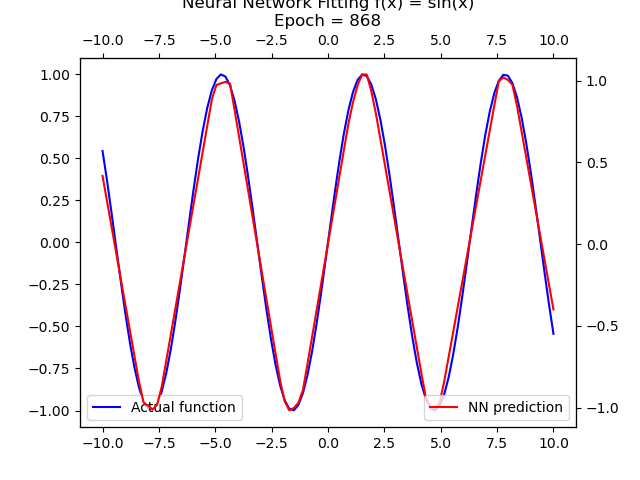 Neural Network Fitting f(x) = sin(x)
Epoch = 868
−10.0 −7.5 −5.0 −2.5 0.0 2.5 5.0 7.5 10.0
1.00
0.75
0.50
0.25
0.00
−0.25
−0.50
−0.75
−1.00
1.0
0.5
0.0
−0.5
−1.0
Actual function
NN prediction
−10.0 −7.5 −5.0 −2.5 0.0 2.5 5.0 7.5 10.0